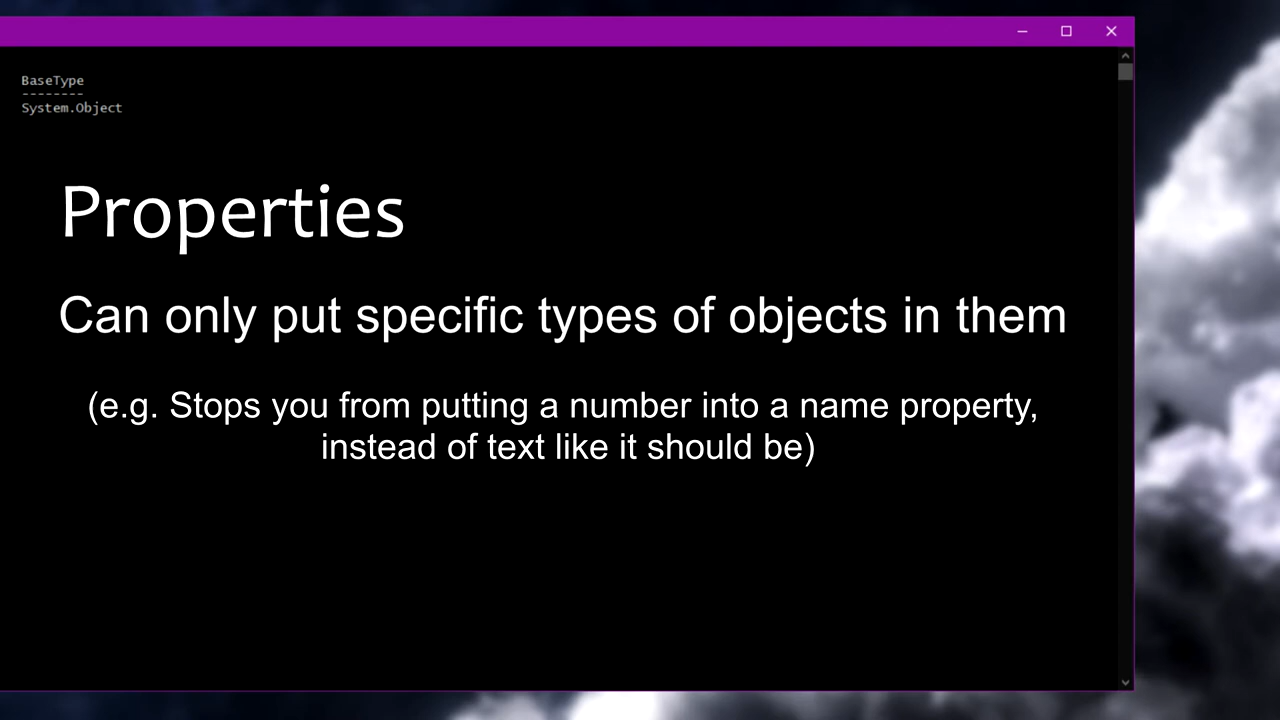 BaseType
--------
System.Object
Properties
Can only put specific types of objects in them
(e.g. Stops you from putting a number into a name property,
instead of text like it should be)